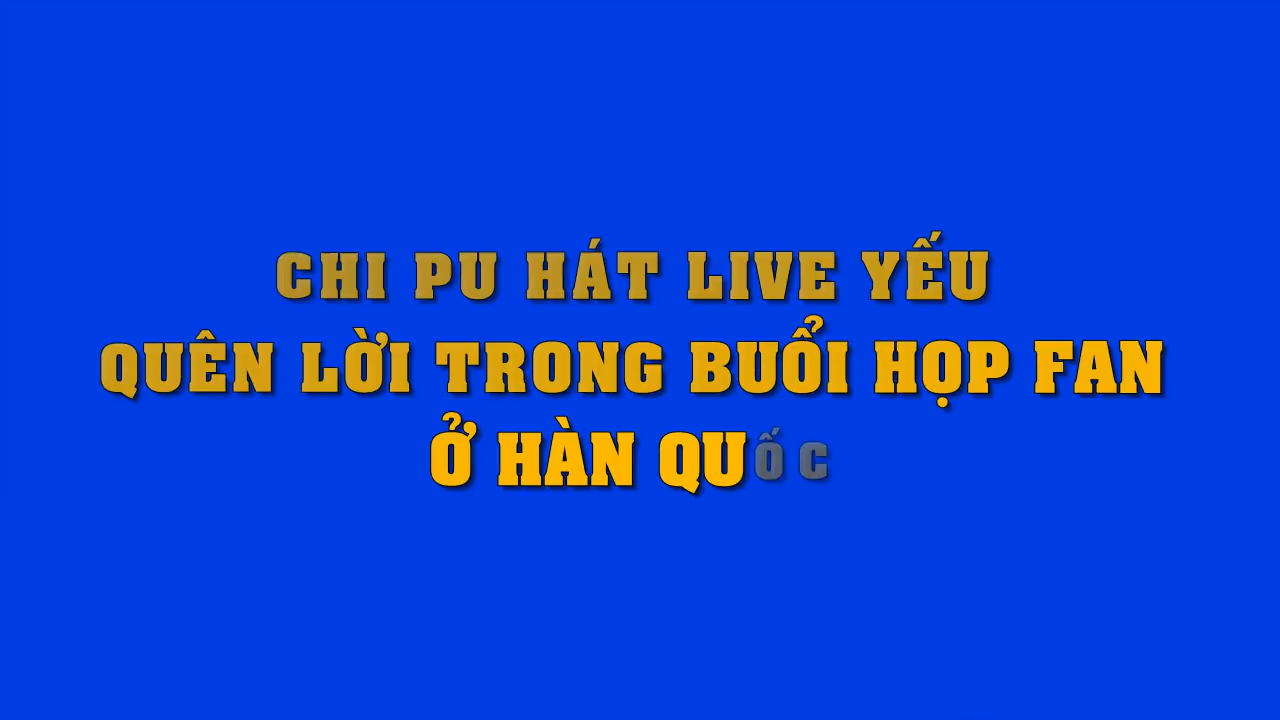 CHI PU HÁT LIVE YẾU
QUÊN LỜI TRONG BUỔI HỌP FAN
Ở HÀN QUỐC